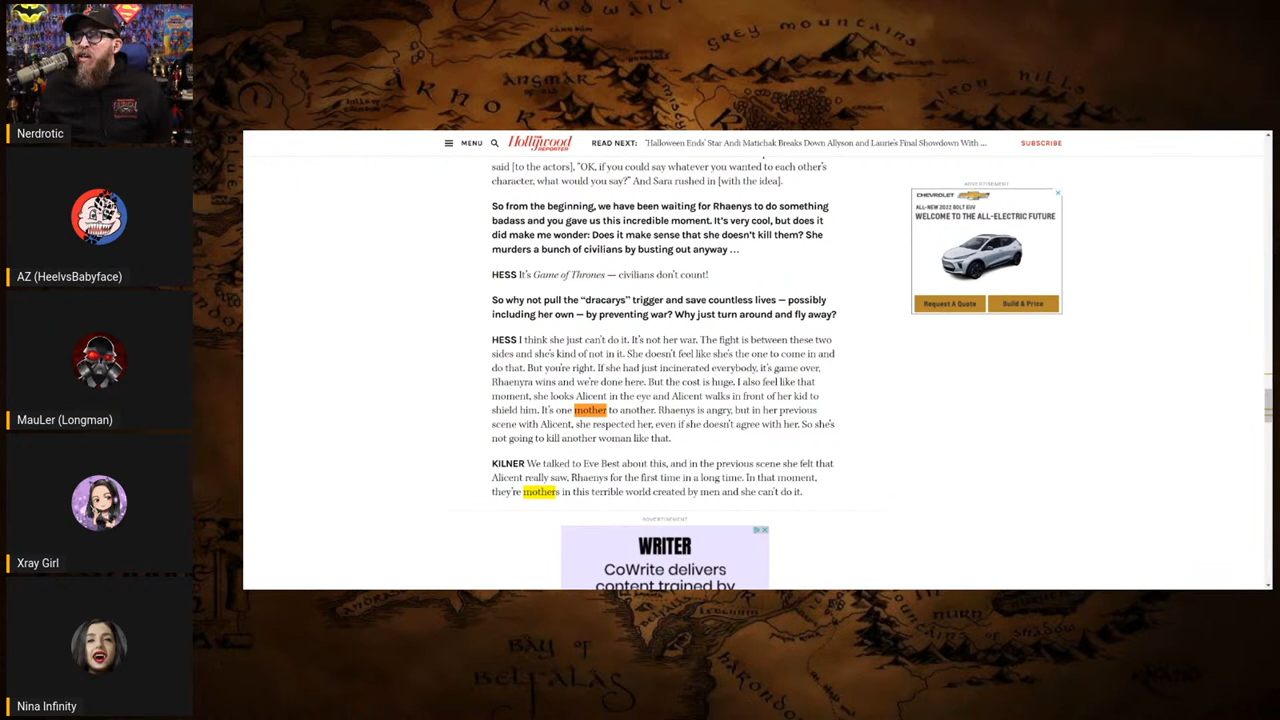 Nerdrotic
AZ (HeelvsBabyface)
MauLer (Longman)
Xray Girl
Nina Infinity
GREY MOUNTAINS
ANGMAR
IRON HILLS
MENU
THE Hollywood REPORTER
READ NEXT: "Halloween Ends' Star Andi Matichak Breaks Down Allyson and Laurie's Final Showdown With ...
SUBSCRIBE
said [to the actors], "OK, if you could say whatever you wanted to each other's
character, what would you say?" And Sara rushed in [with the idea].
So from the beginning, we have been waiting for Rhaenys to do something
badass and you gave us this incredible moment. It's very cool, but does it
did make me wonder: Does it make sense that she doesn't kill them? She
murders a bunch of civilians by busting out anyway …
HESS It's Game of Thrones — civilians don't count!
So why not pull the "dracarys" trigger and save countless lives — possibly
including her own — by preventing war? Why just turn around and fly away?
HESS I think she just can't do it. It's not her war. The fight is between these two
sides and she's kind of not in it. She doesn't feel like she's the one to come in and
do that. But you're right. If she had just incinerated everybody, it's game over,
Rhaenyra wins and we're done here. But the cost is huge. I also feel like that
moment, she looks Alicent in the eye and Alicent walks in front of her kid to
shield him. It's one mother to another. Rhaenys is angry, but in her previous
scene with Alicent, she respected her, even if she doesn't agree with her. So she's
not going to kill another woman like that.
KILNER We talked to Eve Best about this, and in the previous scene she felt that
Alicent really saw, Rhaenys for the first time in a long time. In that moment,
they're mothers in this terrible world created by men and she can't do it.
ADVERTISEMENT
CHEVROLET
ALL-NEW 2022 BOLT EUV
WELCOME TO THE ALL-ELECTRIC FUTURE
Request A Quote
Build & Price
ADVERTISEMENT
WRITER
CoWrite delivers
content trained by
BAY OF
BELFALAS